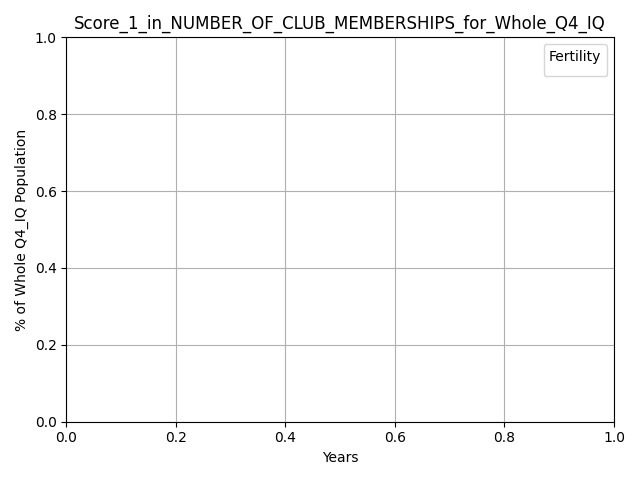 Score_1_in_NUMBER_OF_CLUB_MEMBERSHIPS_for_Whole_Q4_IQ
Fertility
% of Whole Q4_IQ Population
1.0
0.8
0.6
0.4
0.2
0.0
0.0 0.2 0.4 0.6 0.8 1.0
Years